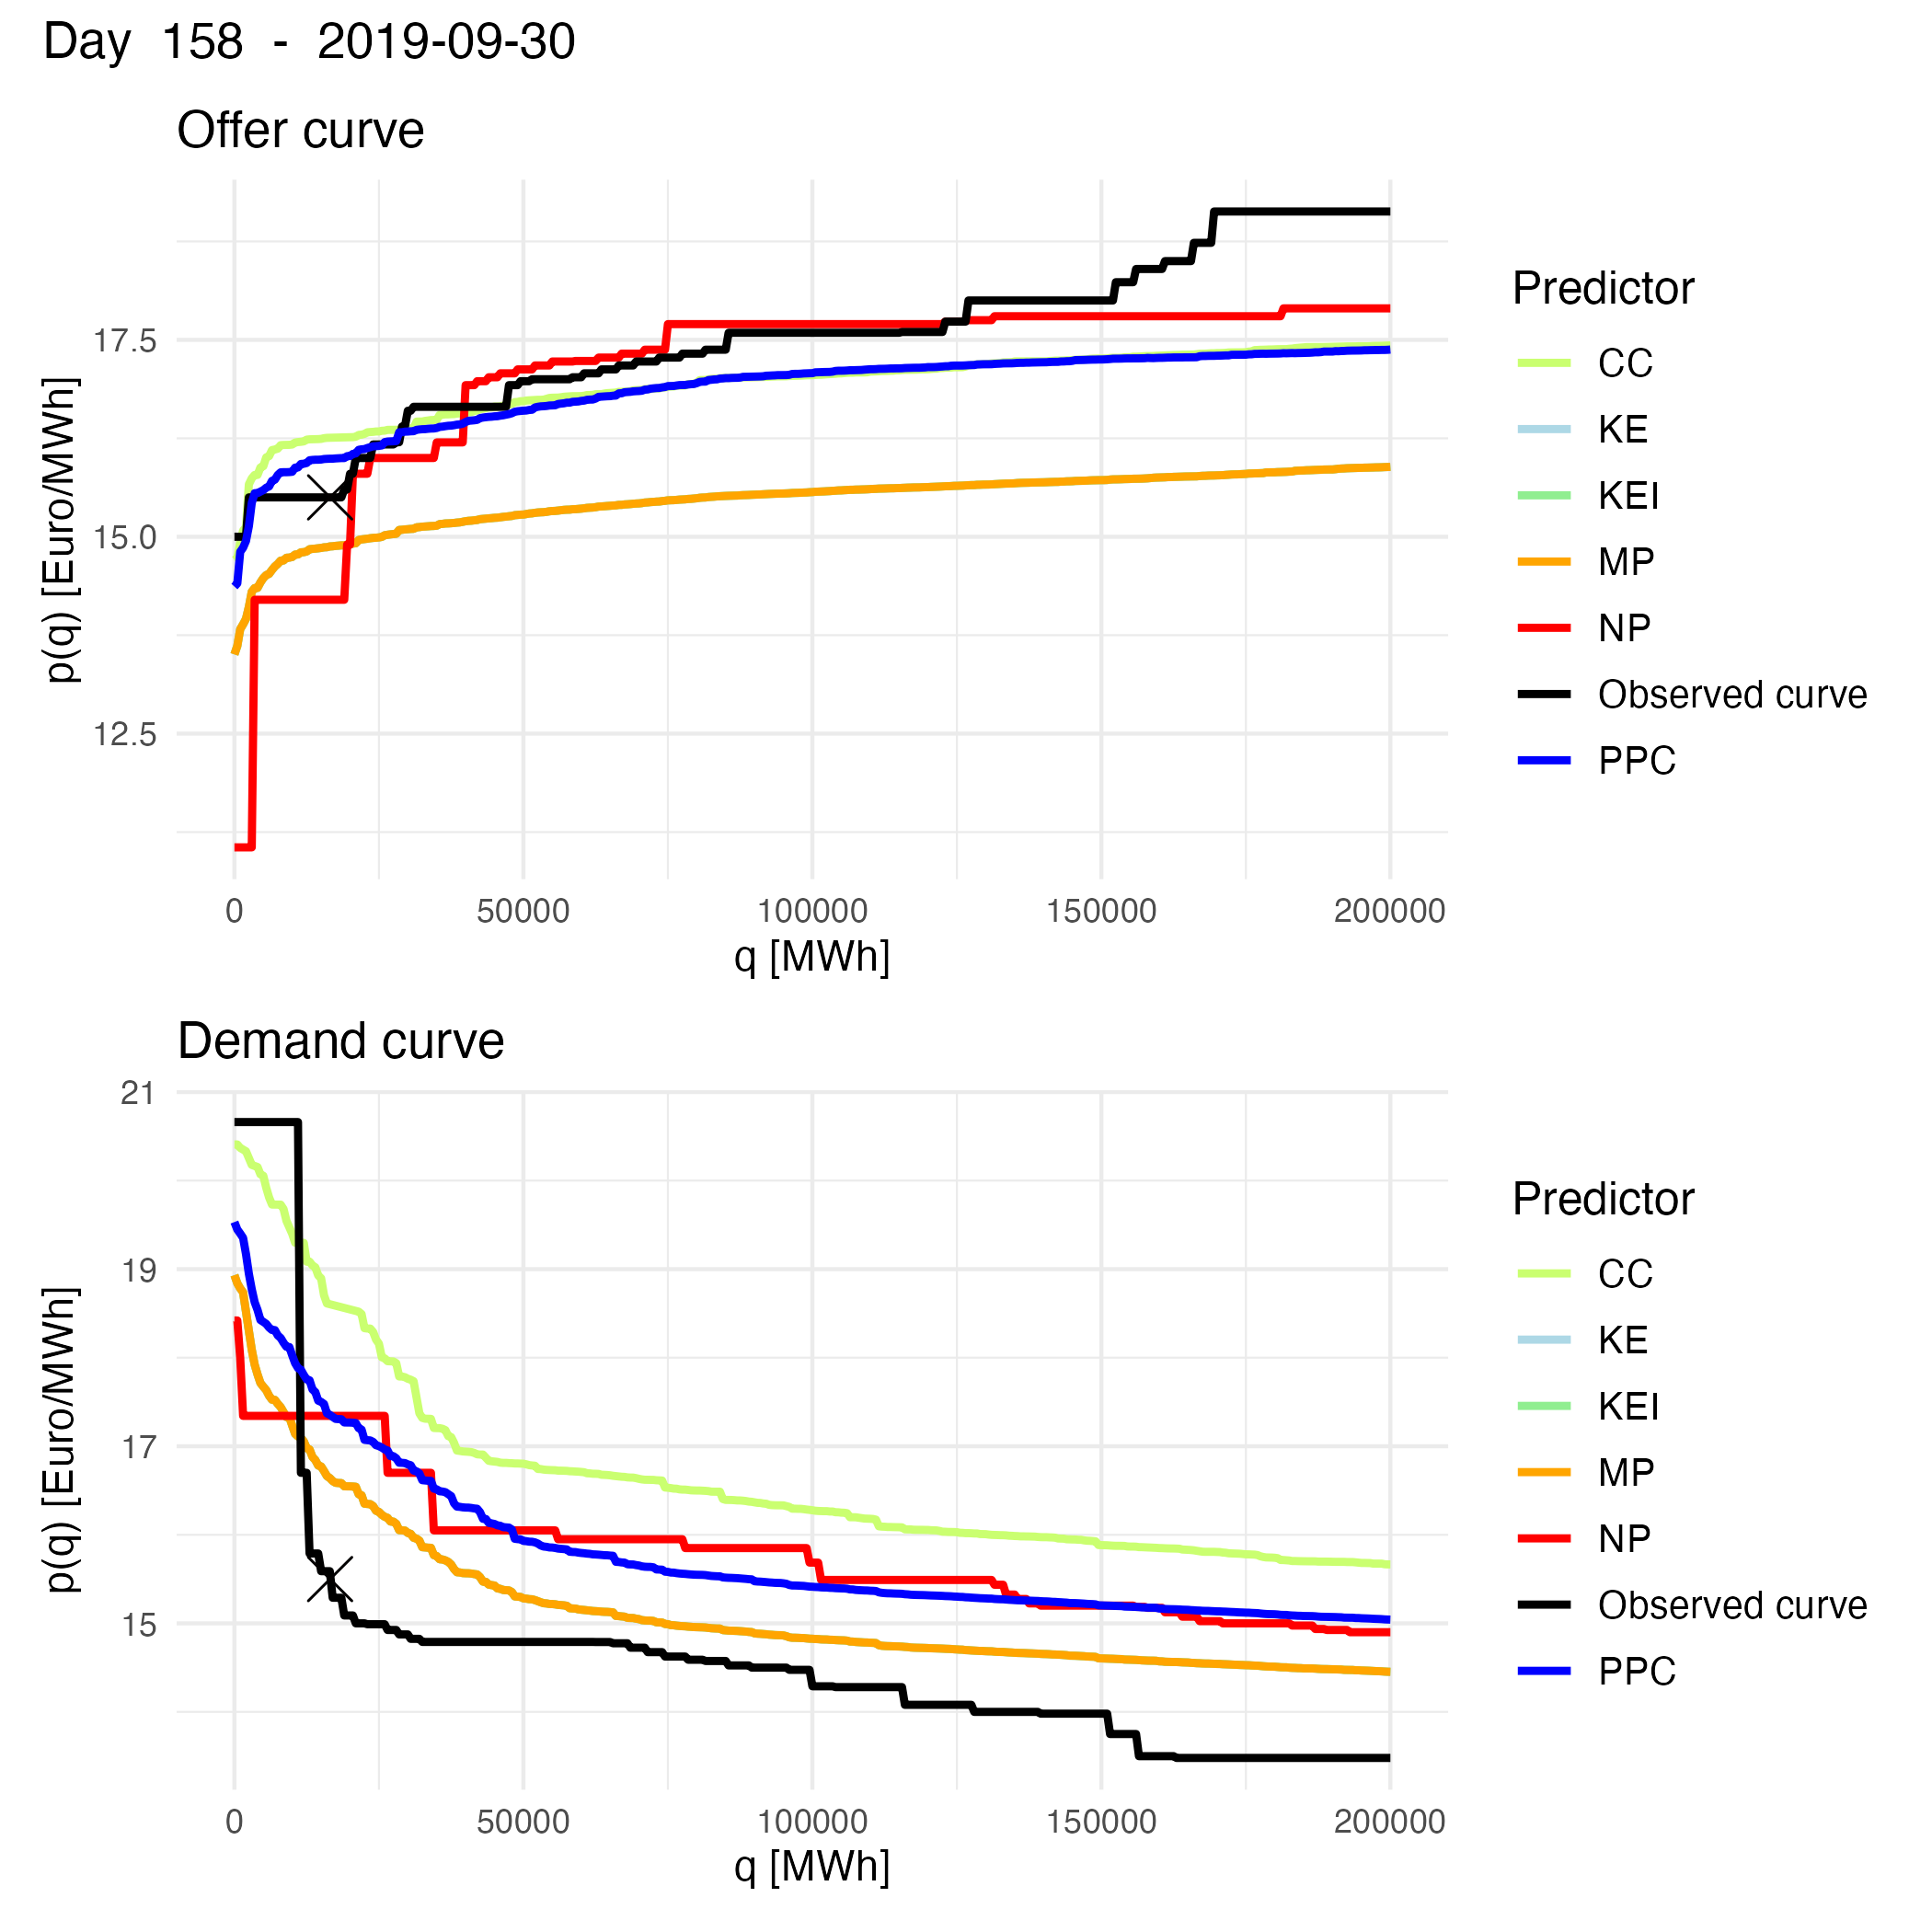 Day 158 - 2019-09-30
Offer curve
p(q) [Euro/MWh]
17.5
15.0
12.5
0
50000
100000
150000
200000
q [MWh]
Predictor
CC
KE
KEI
MP
NP
Observed curve
PPC
Demand curve
p(q) [Euro/MWh]
21
19
17
15
0
50000
100000
150000
200000
q [MWh]
Predictor
CC
KE
KEI
MP
NP
Observed curve
PPC